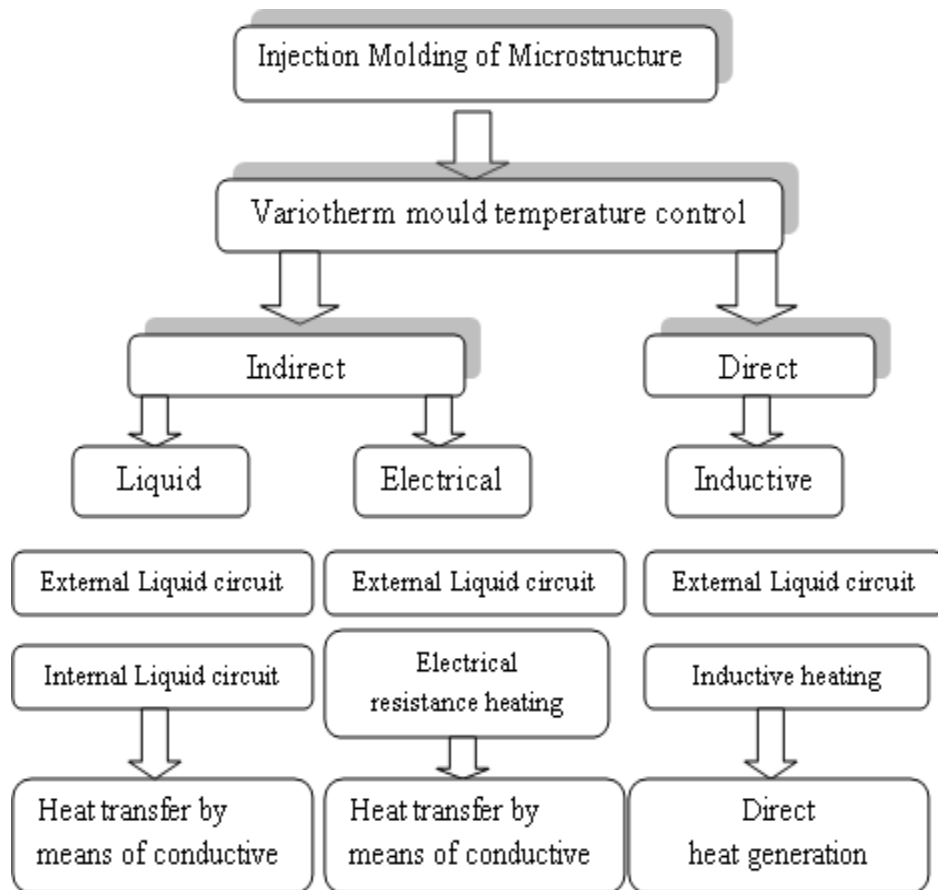 Injection Molding of Microstructure
Variotherm mould temperature control
Indirect
Direct
Liquid
Electrical
Inductive
External Liquid circuit
External Liquid circuit
External Liquid circuit
Internal Liquid circuit
Electrical
resistance heating
Inductive heating
Heat transfer by
means of conductive
Heat transfer by
means of conductive
Direct
heat generation